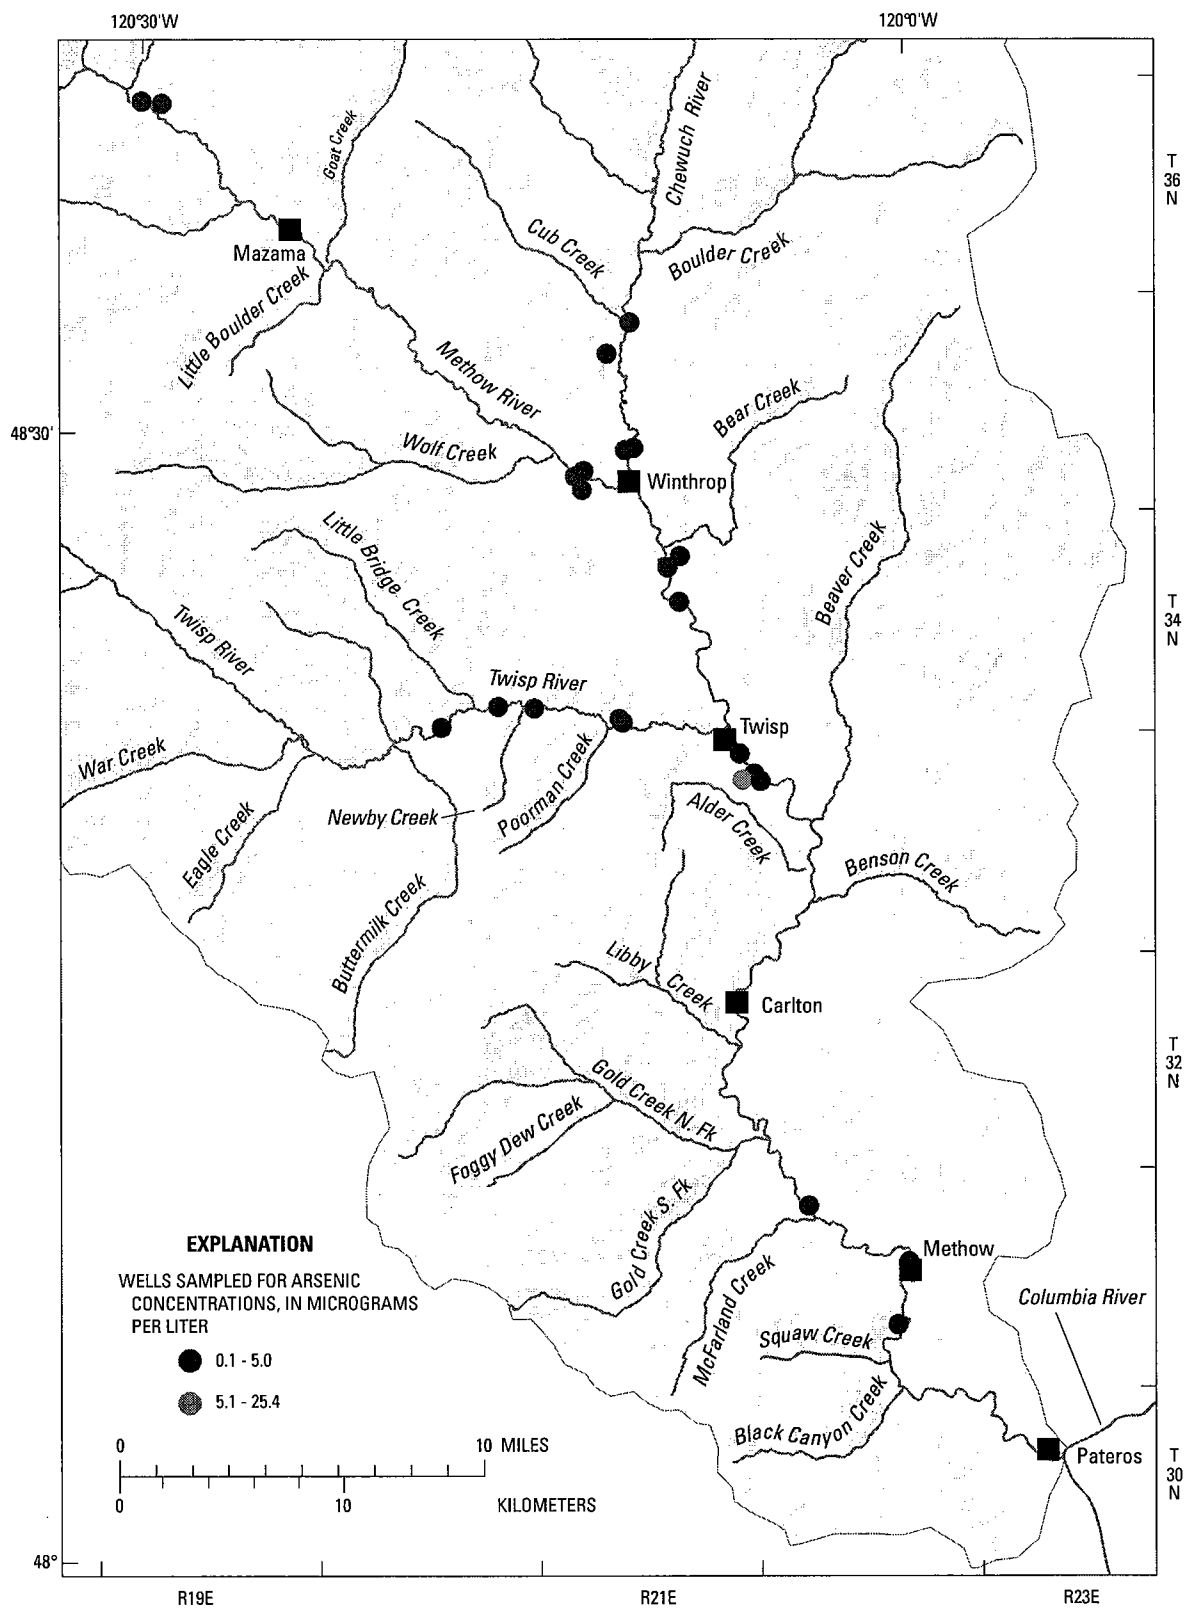 120°30'W
120°0'W
Goat Creek
Chewuch River
T
36
N
Cub Creek
Boulder Creek
Mazama
Little Boulder Creek
Methow River
Bear Creek
48°30'
Wolf Creek
Winthrop
Little Bridge Creek
Beaver Creek
T
34
N
Twisp River
Twisp River
Twisp
War Creek
Newby Creek
Poorman Creek
Alder Creek
Eagle Creek
Benson Creek
Buttermilk Creek
Libby Creek
Carlton
T
32
N
Gold Creek N. Fk
Foggy Dew Creek
Gold Creek S. Fk
EXPLANATION
WELLS SAMPLED FOR ARSENIC
CONCENTRATIONS, IN MICROGRAMS
PER LITER
0.1 - 5.0
5.1 - 25.4
Methow
McFarland Creek
Columbia River
Squaw Creek
Black Canyon Creek
Pateros
0
10 MILES
0
10
KILOMETERS
T
30
N
48°
R19E
R21E
R23E